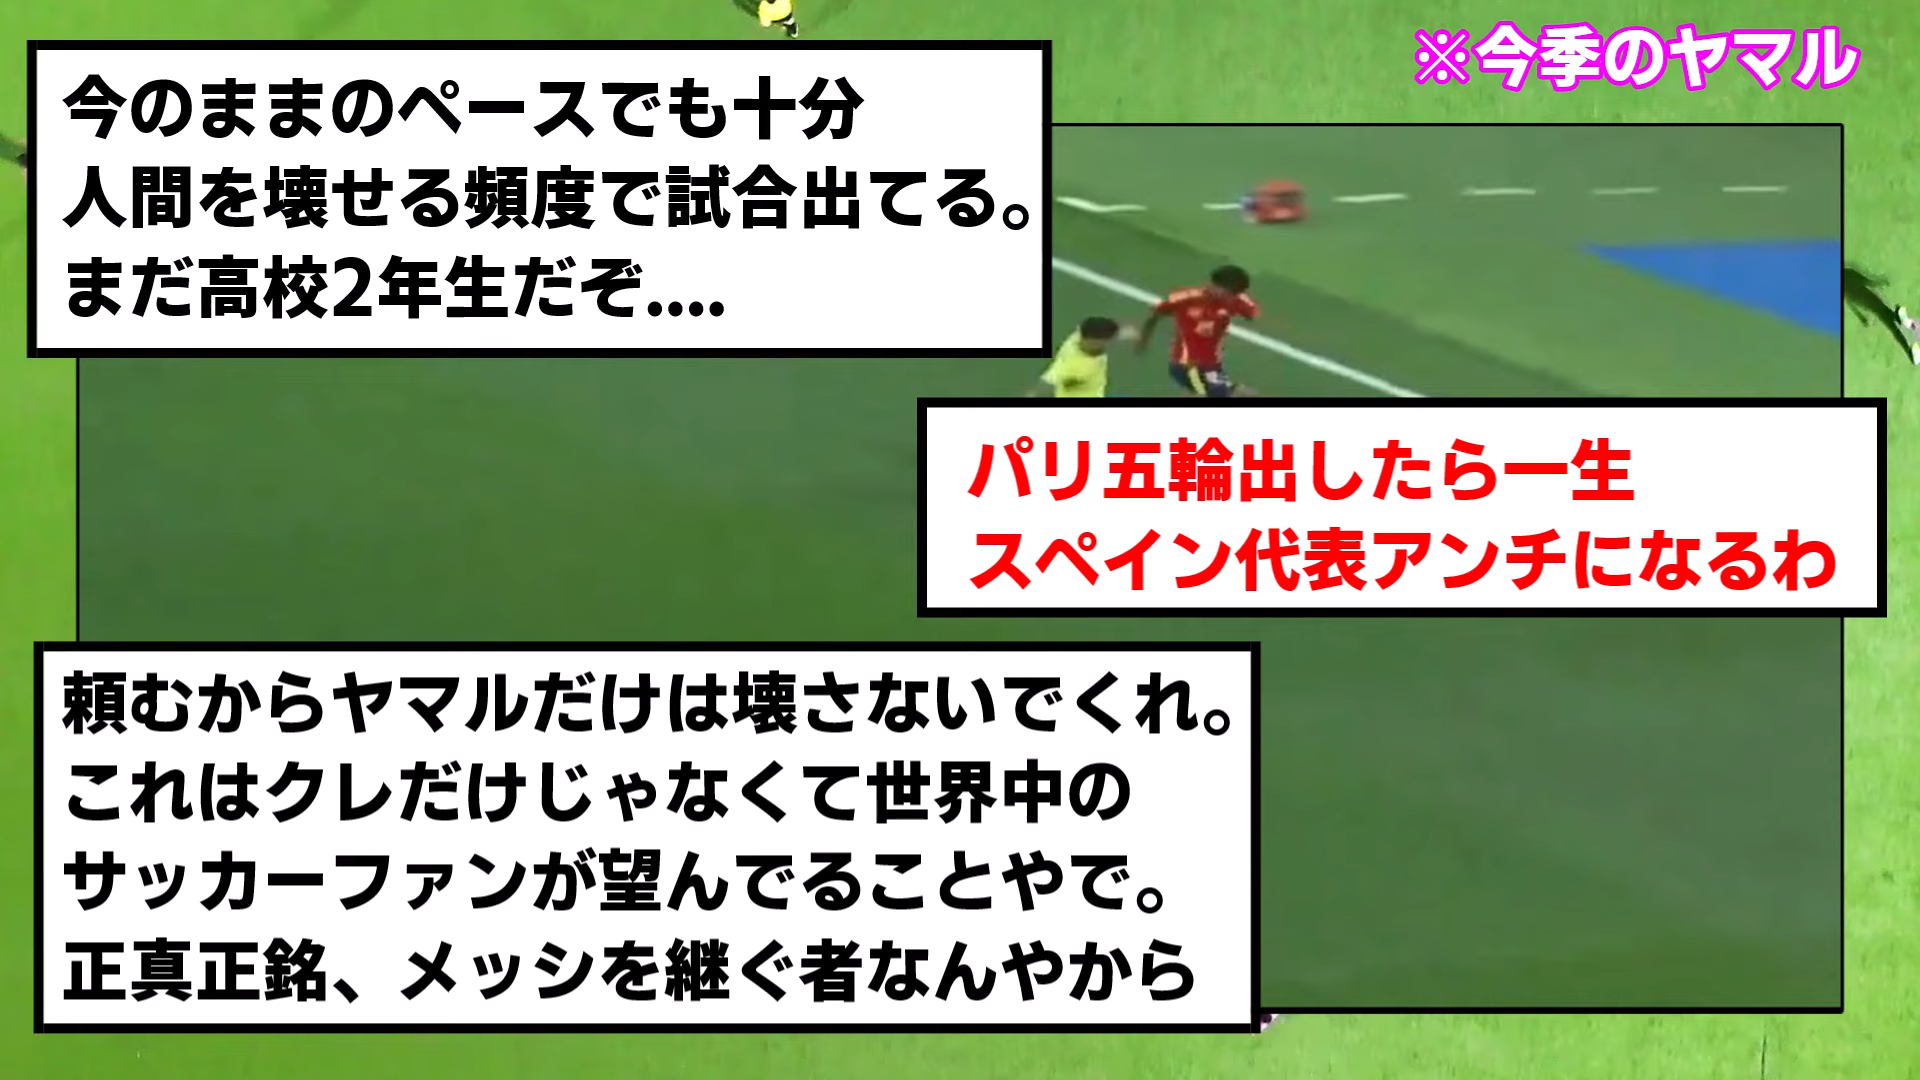 ※今季のヤマル
今のままのペースでも十分
人間を壊せる頻度で試合出てる。
まだ高校2年生だぞ....
パリ五輪出したら一生
スペイン代表アンチになるわ
頼むからヤマルだけは壊さないでくれ。
これはクレだけじゃなくて世界中の
サッカーファンが望んでることやで。
正真正銘、メッシを継ぐ者なんやから